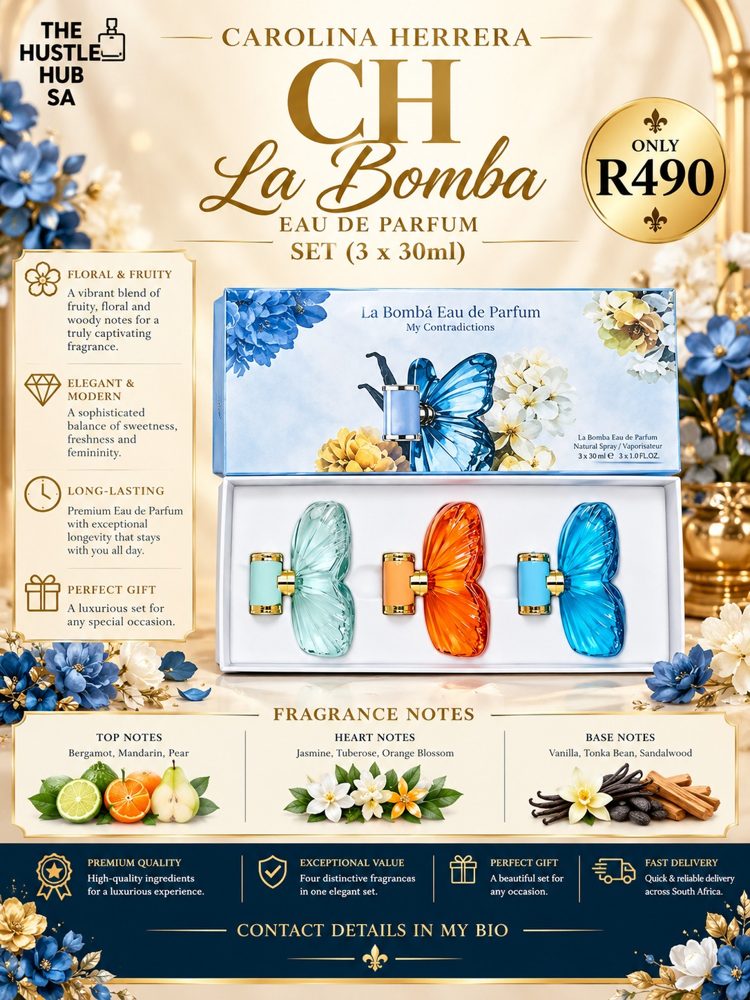 THE
HUSTLE
HUB
SA
CAROLINA HERRERA
CH
La Bomba
EAU DE PARFUM
SET (3 x 30ml)
ONLY
R490
FLORAL & FRUITY
A vibrant blend of
fruity, floral and
woody notes for a
truly captivating
fragrance.
ELEGANT &
MODERN
A sophisticated
balance of sweetness,
freshness and
femininity.
LONG-LASTING
Premium Eau de Parfum
with exceptional
longevity that stays
with you all day.
PERFECT GIFT
A luxurious set for
any special occasion.
La Bombá Eau de Parfum
My Contradictions
La Bomba Eau de Parfum
Natural Spray / Vaporisateur
3 x 30 ml e 3 x 1.0 FL.OZ.
FRAGRANCE NOTES
TOP NOTES
Bergamot, Mandarin, Pear
HEART NOTES
Jasmine, Tuberose, Orange Blossom
BASE NOTES
Vanilla, Tonka Bean, Sandalwood
PREMIUM QUALITY
High-quality ingredients
for a luxurious experience.
EXCEPTIONAL VALUE
Four distinctive fragrances
in one elegant set.
PERFECT GIFT
A beautiful set for
any occasion.
FAST DELIVERY
Quick & reliable delivery
across South Africa.
CONTACT DETAILS IN MY BIO